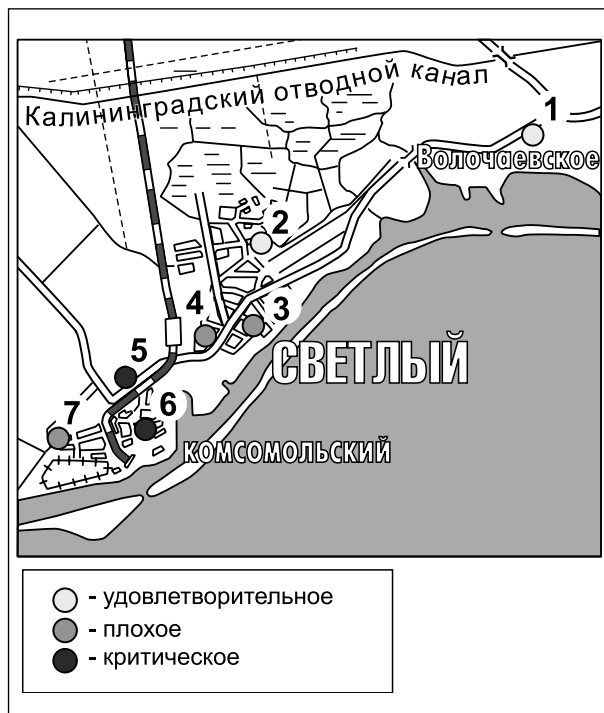 Калининградский отводной канал
1
Волочаевское
2
4
3
СВЕТЛЫЙ
5
6
7
КОМСОМОЛЬСКИЙ
- удовлетворительное
- плохое
- критическое